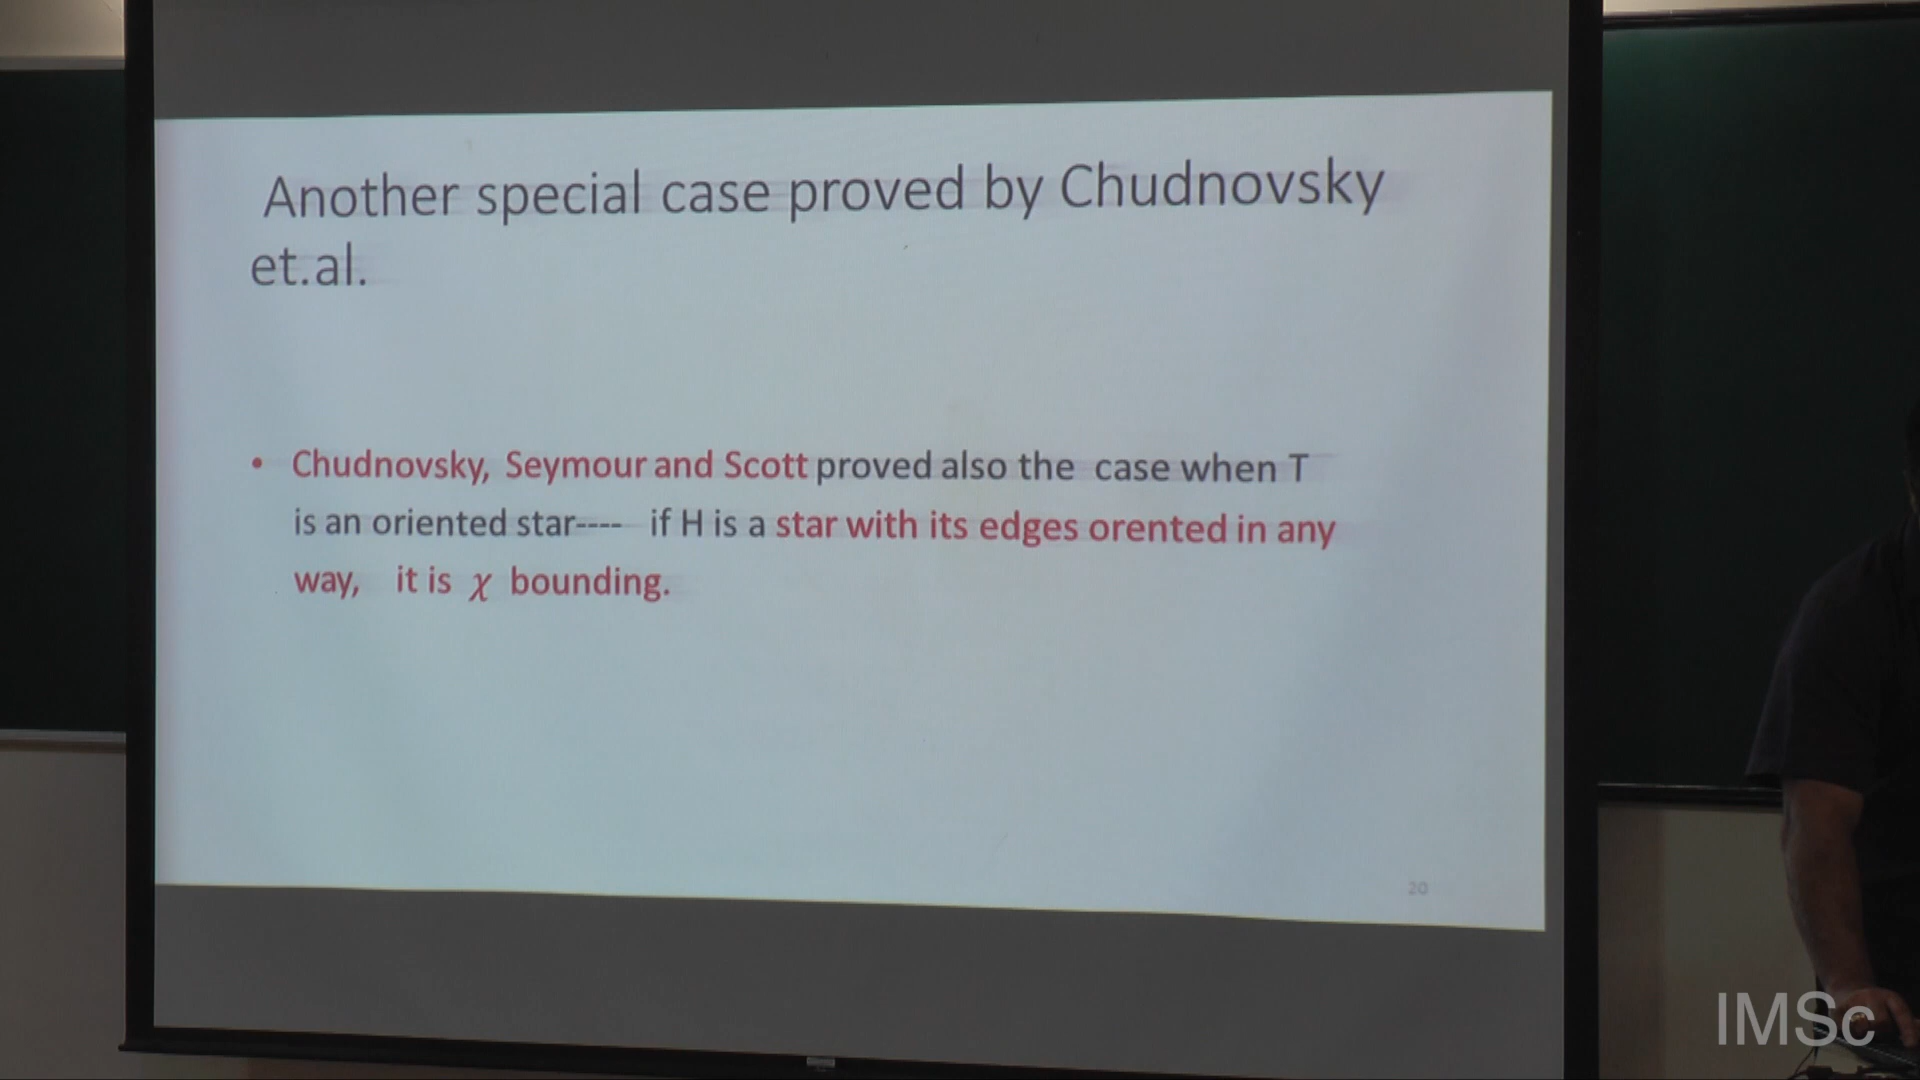 Another special case proved by Chudnovsky
et.al.
• Chudnovsky, Seymour and Scott proved also the case when T
is an oriented star---- if H is a star with its edges orented in any
way, it is χ bounding.
20
IMSc